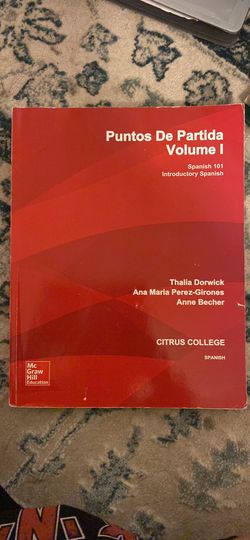 Puntos De Partida
Volume I
Spanish 101
Introductory Spanish
Thalia Dorwick
Ana Maria Perez-Girones
Anne Becher
CITRUS COLLEGE
SPANISH
Mc
Graw
Hill
Education